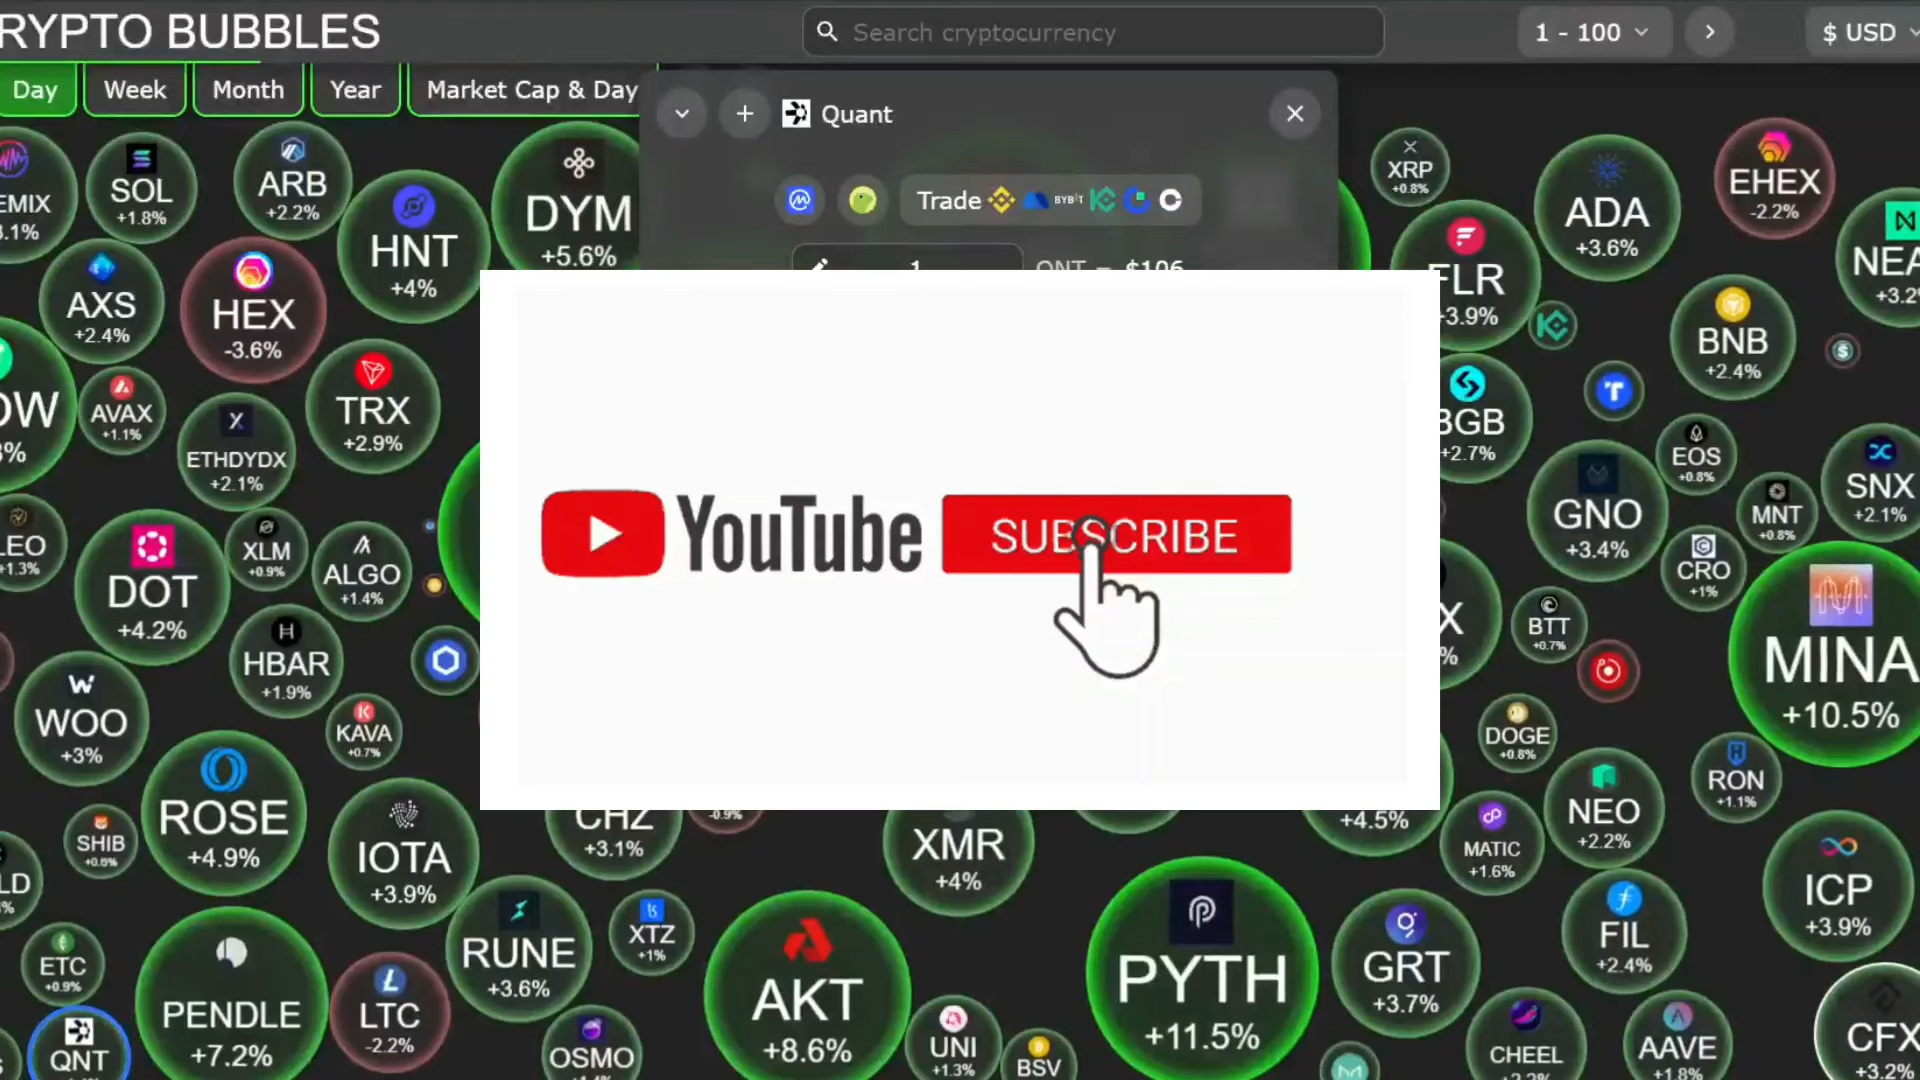 RYPTO BUBBLES
Search cryptocurrency
1 - 100
$ USD
Day
Week
Month
Year
Market Cap & Day
Quant
Trade
BYBIT
1
QNT = $106
EMIX
SOL
+1.8%
ARB
+2.2%
HNT
+4%
DYM
+5.6%
XRP
+0.8%
ADA
+3.6%
EHEX
-2.2%
NEA
+3.2
AXS
+2.4%
HEX
-3.6%
FLR
+3.9%
BNB
+2.4%
OW
AVAX
+1.1%
TRX
+2.9%
ETHDYDX
+2.1%
BGB
+2.7%
EOS
+0.8%
SNX
+2.1%
GNO
+3.4%
MNT
+0.8%
YouTube
SUBSCRIBE
LEO
+1.3%
DOT
+4.2%
XLM
+0.9%
ALGO
+1.4%
CRO
+1%
X
BTT
+0.7%
HBAR
+1.9%
MINA
+10.5%
WOO
+3%
KAVA
+0.7%
DOGE
+0.8%
RON
+1.1%
ROSE
+4.9%
SHIB
IOTA
+3.9%
CHZ
+3.1%
-0.9%
XMR
+4%
+4.5%
MATIC
+1.6%
NEO
+2.2%
LD
ICP
+3.9%
RUNE
+3.6%
XTZ
+1%
FIL
+2.4%
ETC
+0.9%
PENDLE
+7.2%
LTC
-2.2%
AKT
+8.6%
PYTH
+11.5%
GRT
+3.7%
QNT
OSMO
UNI
+1.3%
BSV
CHEEL
AAVE
+1.8%
CFX
+3.2%